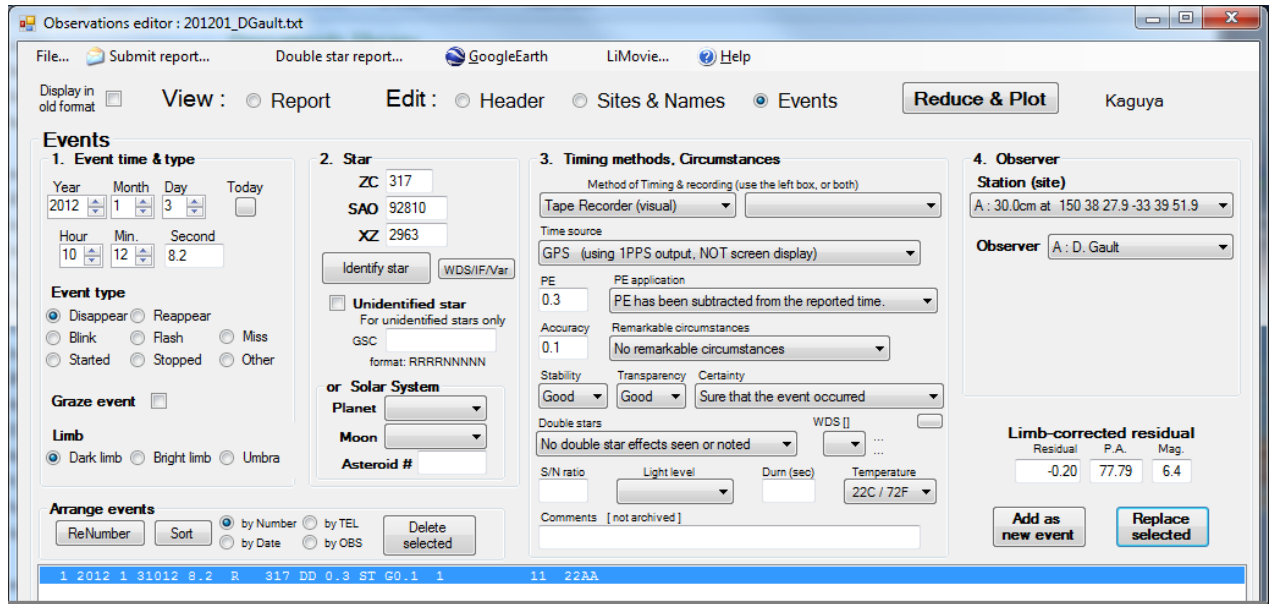 Observations editor : 201201_DGault.txt
File... Submit report... Double star report... GoogleEarth LiMovie... Help
Display in old format View : Report Edit : Header Sites & Names Events Reduce & Plot Kaguya
Events
1. Event time & type
Year Month Day Today
2012 1 3
Hour Min. Second
10 12 8.2
Event type
Disappear Reappear
Blink Flash Miss
Started Stopped Other
Graze event
Limb
Dark limb Bright limb Umbra
2. Star
ZC 317
SAO 92810
XZ 2963
Identify star WDS/IF/Var
Unidentified star
For unidentified stars only
GSC
format: RRRRNNNNN
or Solar System
Planet
Moon
Asteroid #
3. Timing methods, Circumstances
Method of Timing & recording (use the left box, or both)
Tape Recorder (visual)
Time source
GPS (using 1PPS output, NOT screen display)
PE PE application
0.3 PE has been subtracted from the reported time.
Accuracy Remarkable circumstances
0.1 No remarkable circumstances
Stability Transparency Certainty
Good Good Sure that the event occurred
Double stars WDS []
No double star effects seen or noted ...
...
S/N ratio Light level Durn (sec) Temperature
22C / 72F
Comments [ not archived ]
4. Observer
Station (site)
A : 30.0cm at 150 38 27.9 -33 39 51.9
Observer A : D. Gault
Limb-corrected residual
Residual P.A. Mag.
-0.20 77.79 6.4
Add as new event Replace selected
Arrange events
ReNumber Sort by Number by TEL Delete selected
by Date by OBS
1 2012 1 31012 8.2 R 317 DD 0.3 ST G0.1 1 11 22AA